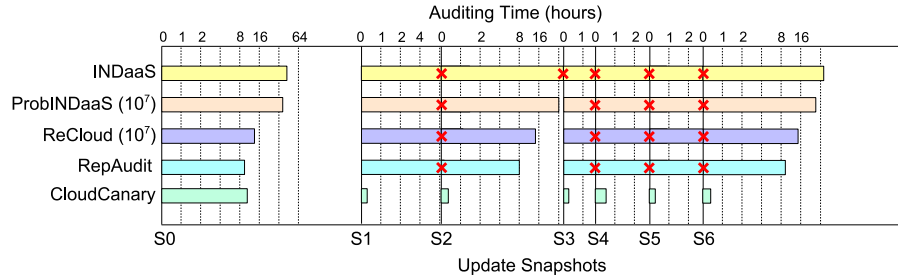 Auditing Time (hours)
0 1 2 8 16 64 0 1 2 4 0 2 8 16 0 1 0 1 2 0 1 2 0 1 2 8 16
INDaaS
ProbINDaaS (10⁷)
ReCloud (10⁷)
RepAudit
CloudCanary
S0 S1 S2 S3 S4 S5 S6
Update Snapshots